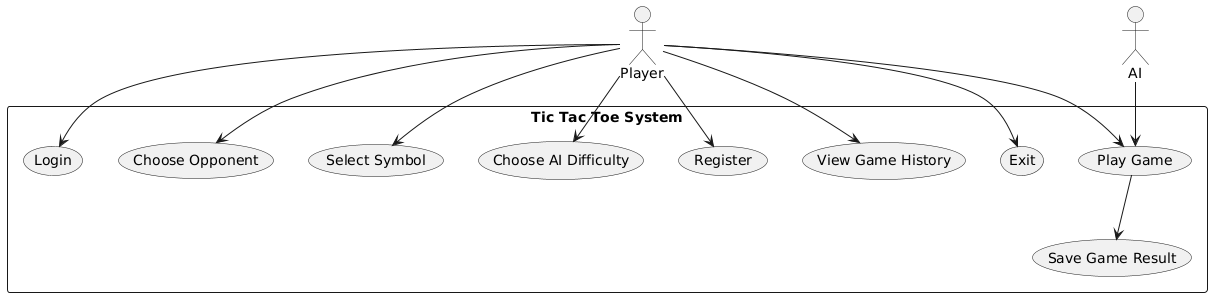 Player
AI
Tic Tac Toe System
Login
Choose Opponent
Select Symbol
Choose AI Difficulty
Register
View Game History
Exit
Play Game
Save Game Result